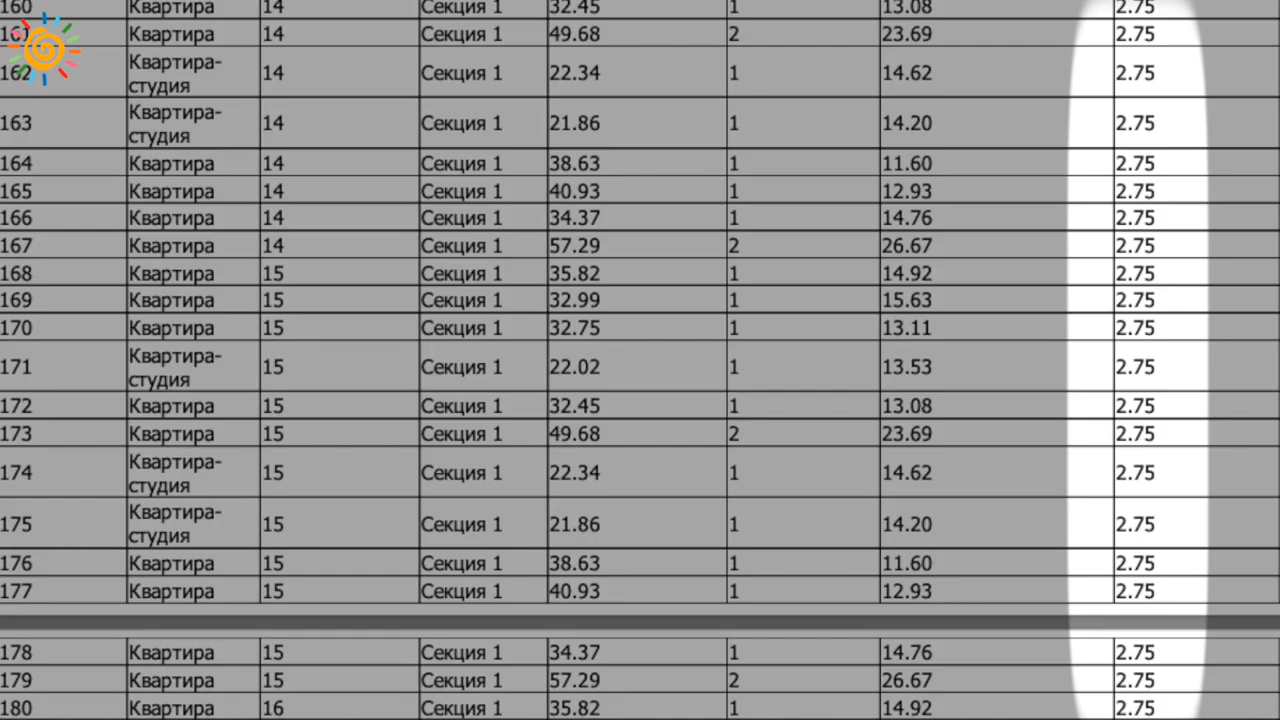 160 Квартира 14 Секция 1 32.45 1 13.08 2.75
161 Квартира 14 Секция 1 49.68 2 23.69 2.75
162 Квартира-
студия 14 Секция 1 22.34 1 14.62 2.75
163 Квартира-
студия 14 Секция 1 21.86 1 14.20 2.75
164 Квартира 14 Секция 1 38.63 1 11.60 2.75
165 Квартира 14 Секция 1 40.93 1 12.93 2.75
166 Квартира 14 Секция 1 34.37 1 14.76 2.75
167 Квартира 14 Секция 1 57.29 2 26.67 2.75
168 Квартира 15 Секция 1 35.82 1 14.92 2.75
169 Квартира 15 Секция 1 32.99 1 15.63 2.75
170 Квартира 15 Секция 1 32.75 1 13.11 2.75
171 Квартира-
студия 15 Секция 1 22.02 1 13.53 2.75
172 Квартира 15 Секция 1 32.45 1 13.08 2.75
173 Квартира 15 Секция 1 49.68 2 23.69 2.75
174 Квартира-
студия 15 Секция 1 22.34 1 14.62 2.75
175 Квартира-
студия 15 Секция 1 21.86 1 14.20 2.75
176 Квартира 15 Секция 1 38.63 1 11.60 2.75
177 Квартира 15 Секция 1 40.93 1 12.93 2.75
178 Квартира 15 Секция 1 34.37 1 14.76 2.75
179 Квартира 15 Секция 1 57.29 2 26.67 2.75
180 Квартира 16 Секция 1 35.82 1 14.92 2.75